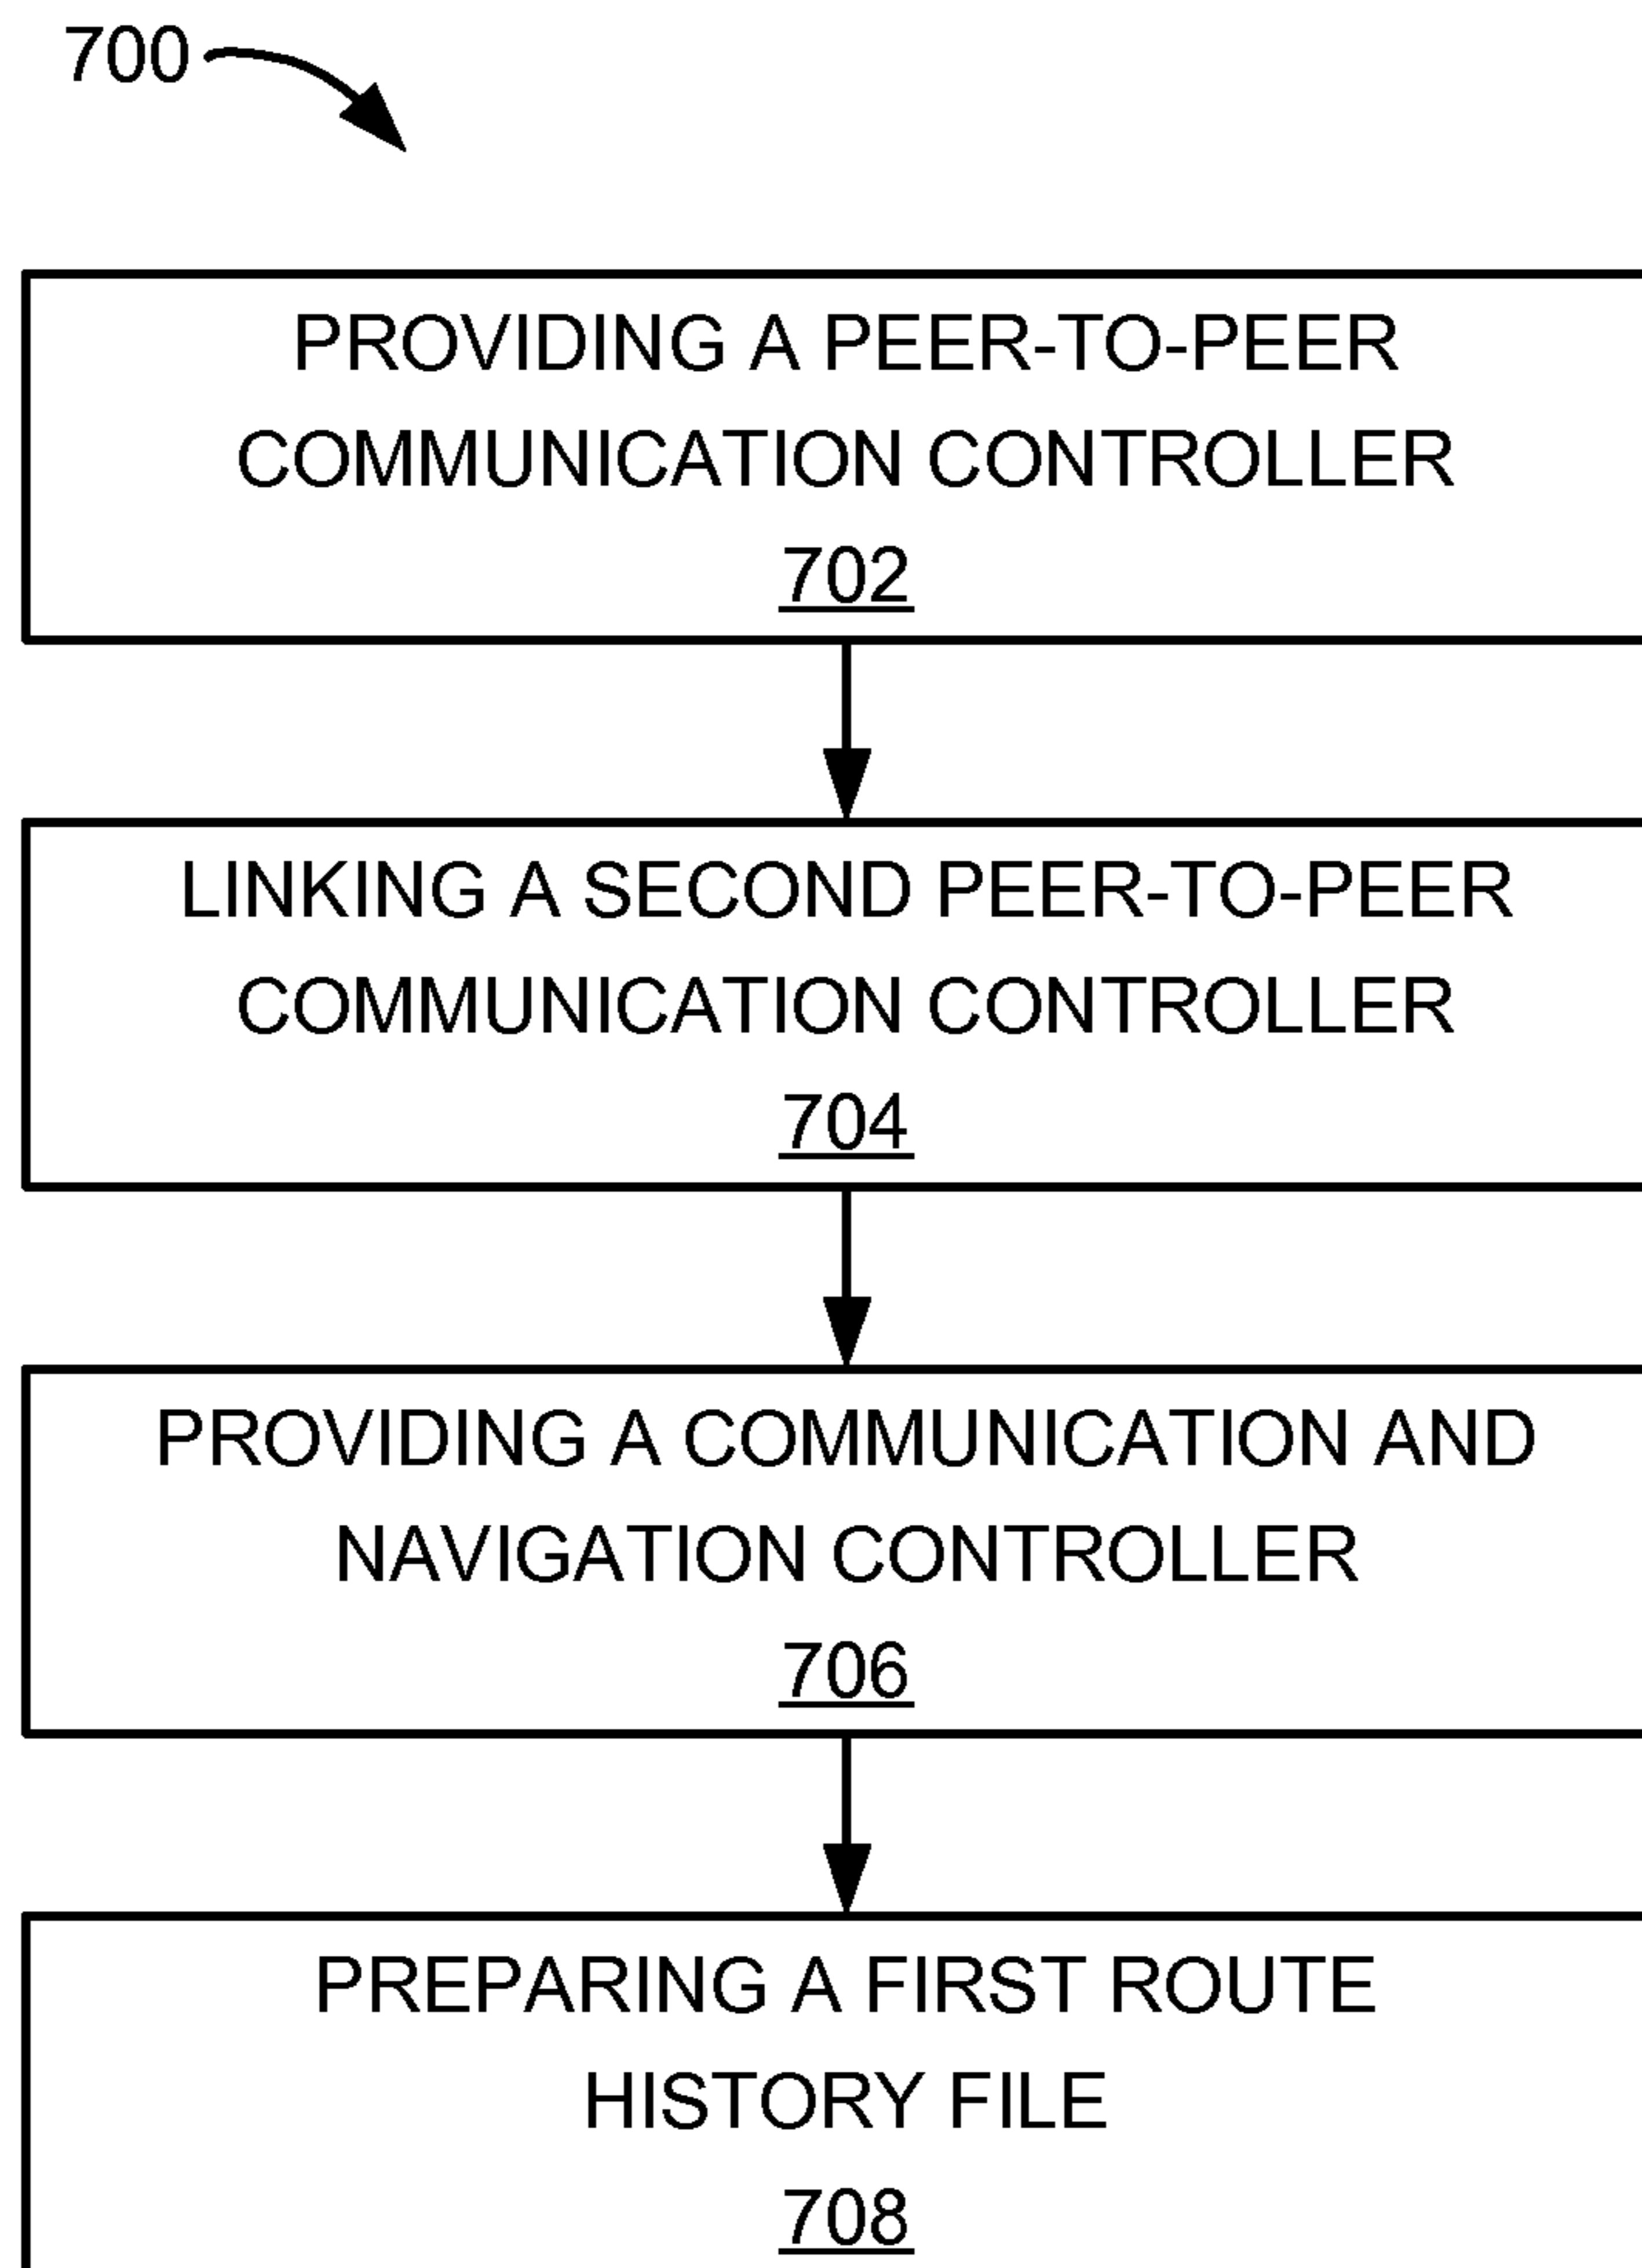 700
PROVIDING A PEER-TO-PEER
COMMUNICATION CONTROLLER
702
LINKING A SECOND PEER-TO-PEER
COMMUNICATION CONTROLLER
704
PROVIDING A COMMUNICATION AND
NAVIGATION CONTROLLER
706
PREPARING A FIRST ROUTE
HISTORY FILE
708